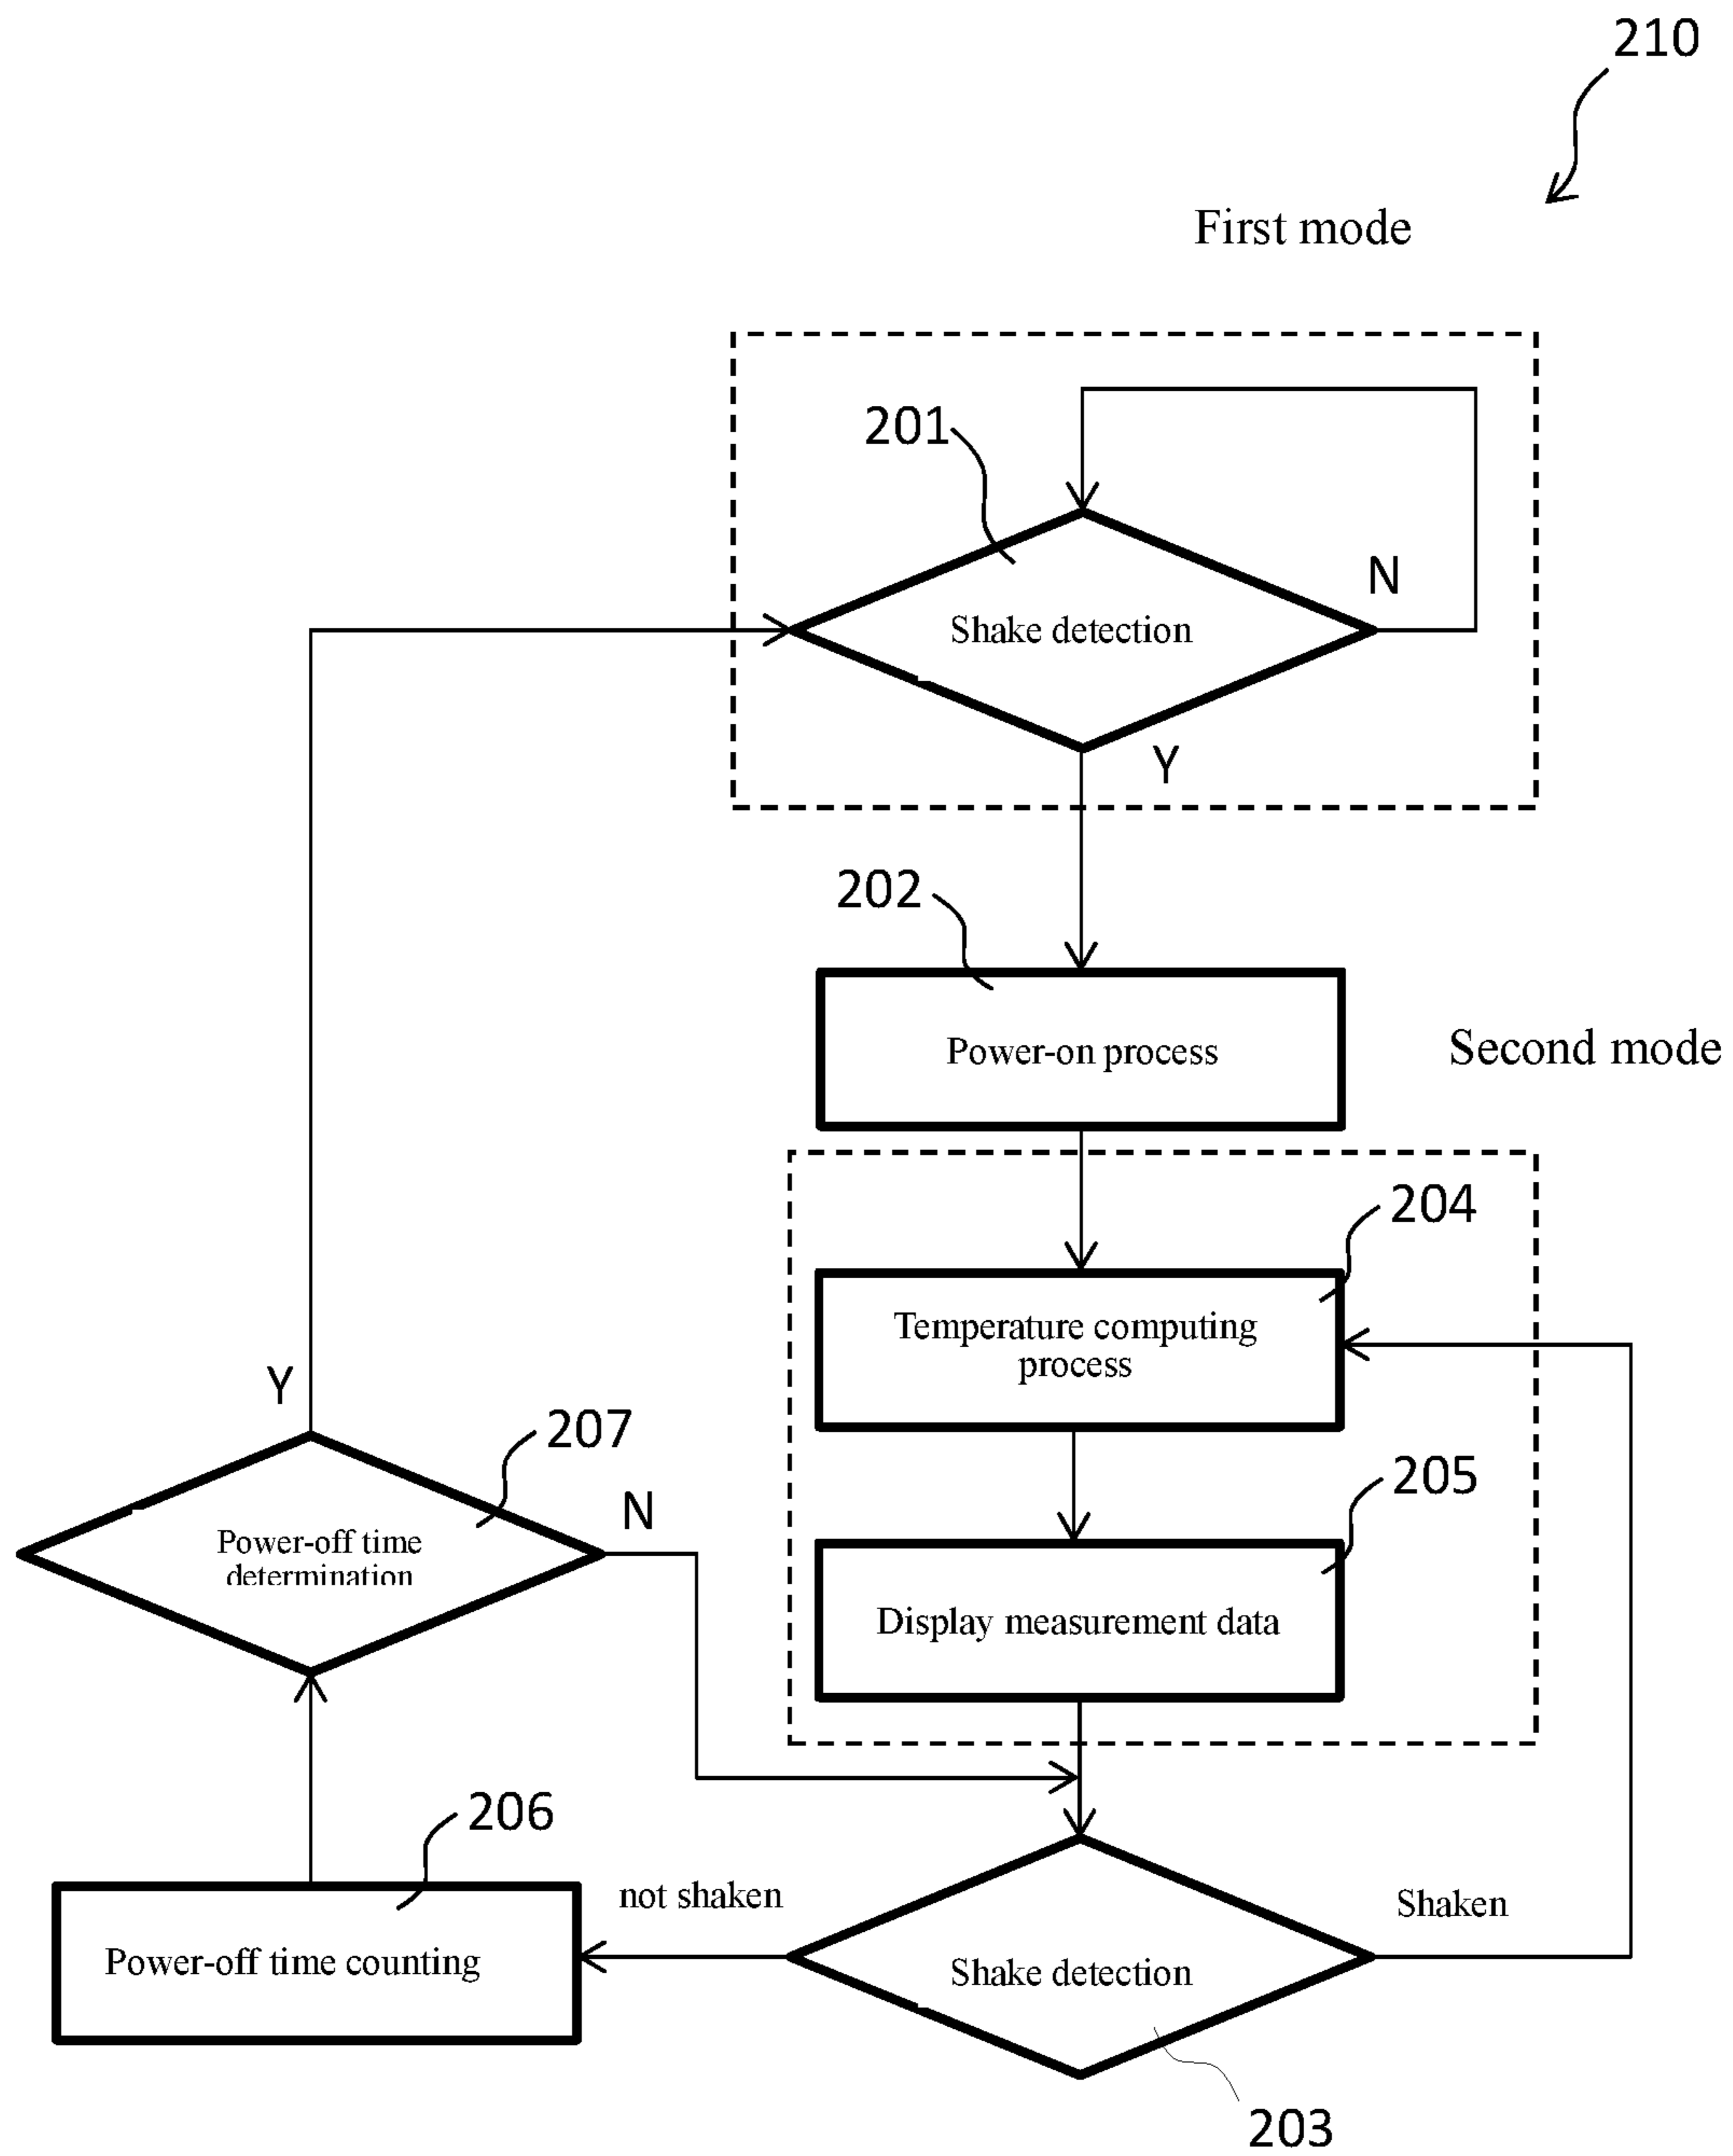 210
First mode
201
N
Shake detection
Y
202
Power-on process
Second mode
204
Temperature computing
process
Y
207
205
N
Power-off time
determination
Display measurement data
206
not shaken
Shaken
Power-off time counting
Shake detection
203